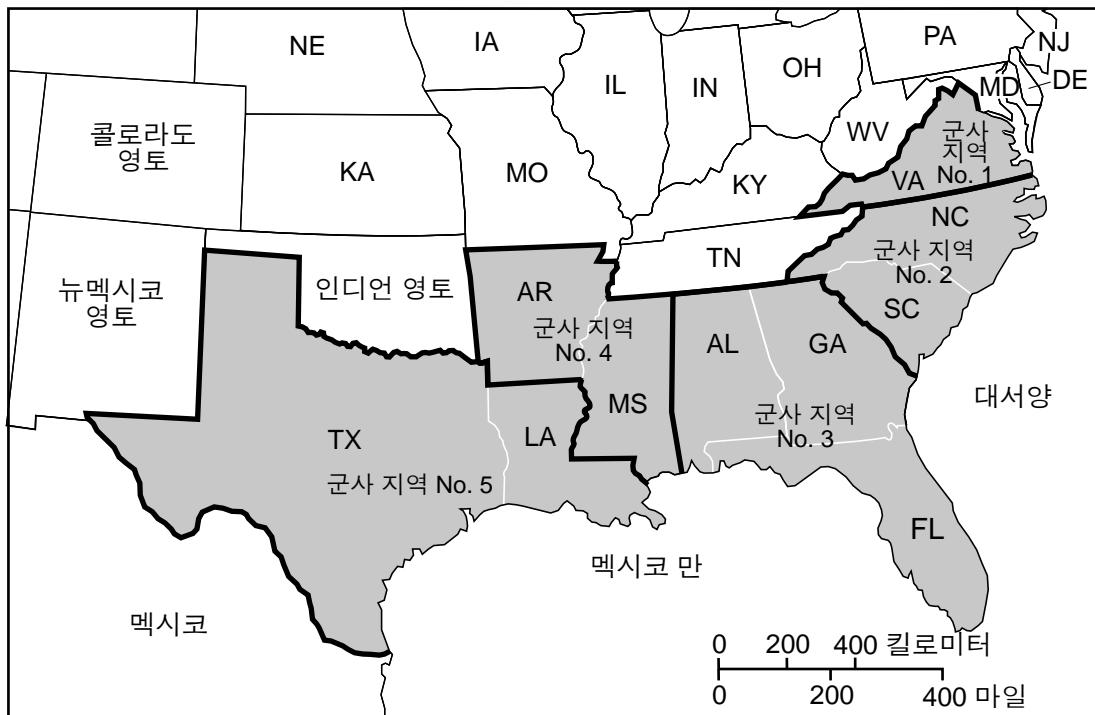 NE
IA
IL
IN
OH
PA
NJ
MD
DE
콜로라도
영토
KA
MO
KY
WV
VA
군사
지역
No. 1
뉴멕시코
영토
인디언 영토
TN
NC
군사 지역
No. 2
SC
AR
군사 지역
No. 4
MS
AL
GA
군사 지역
No. 3
TX
LA
군사 지역 No. 5
FL
대서양
멕시코 만
멕시코
0 200 400 킬로미터
0 200 400 마일